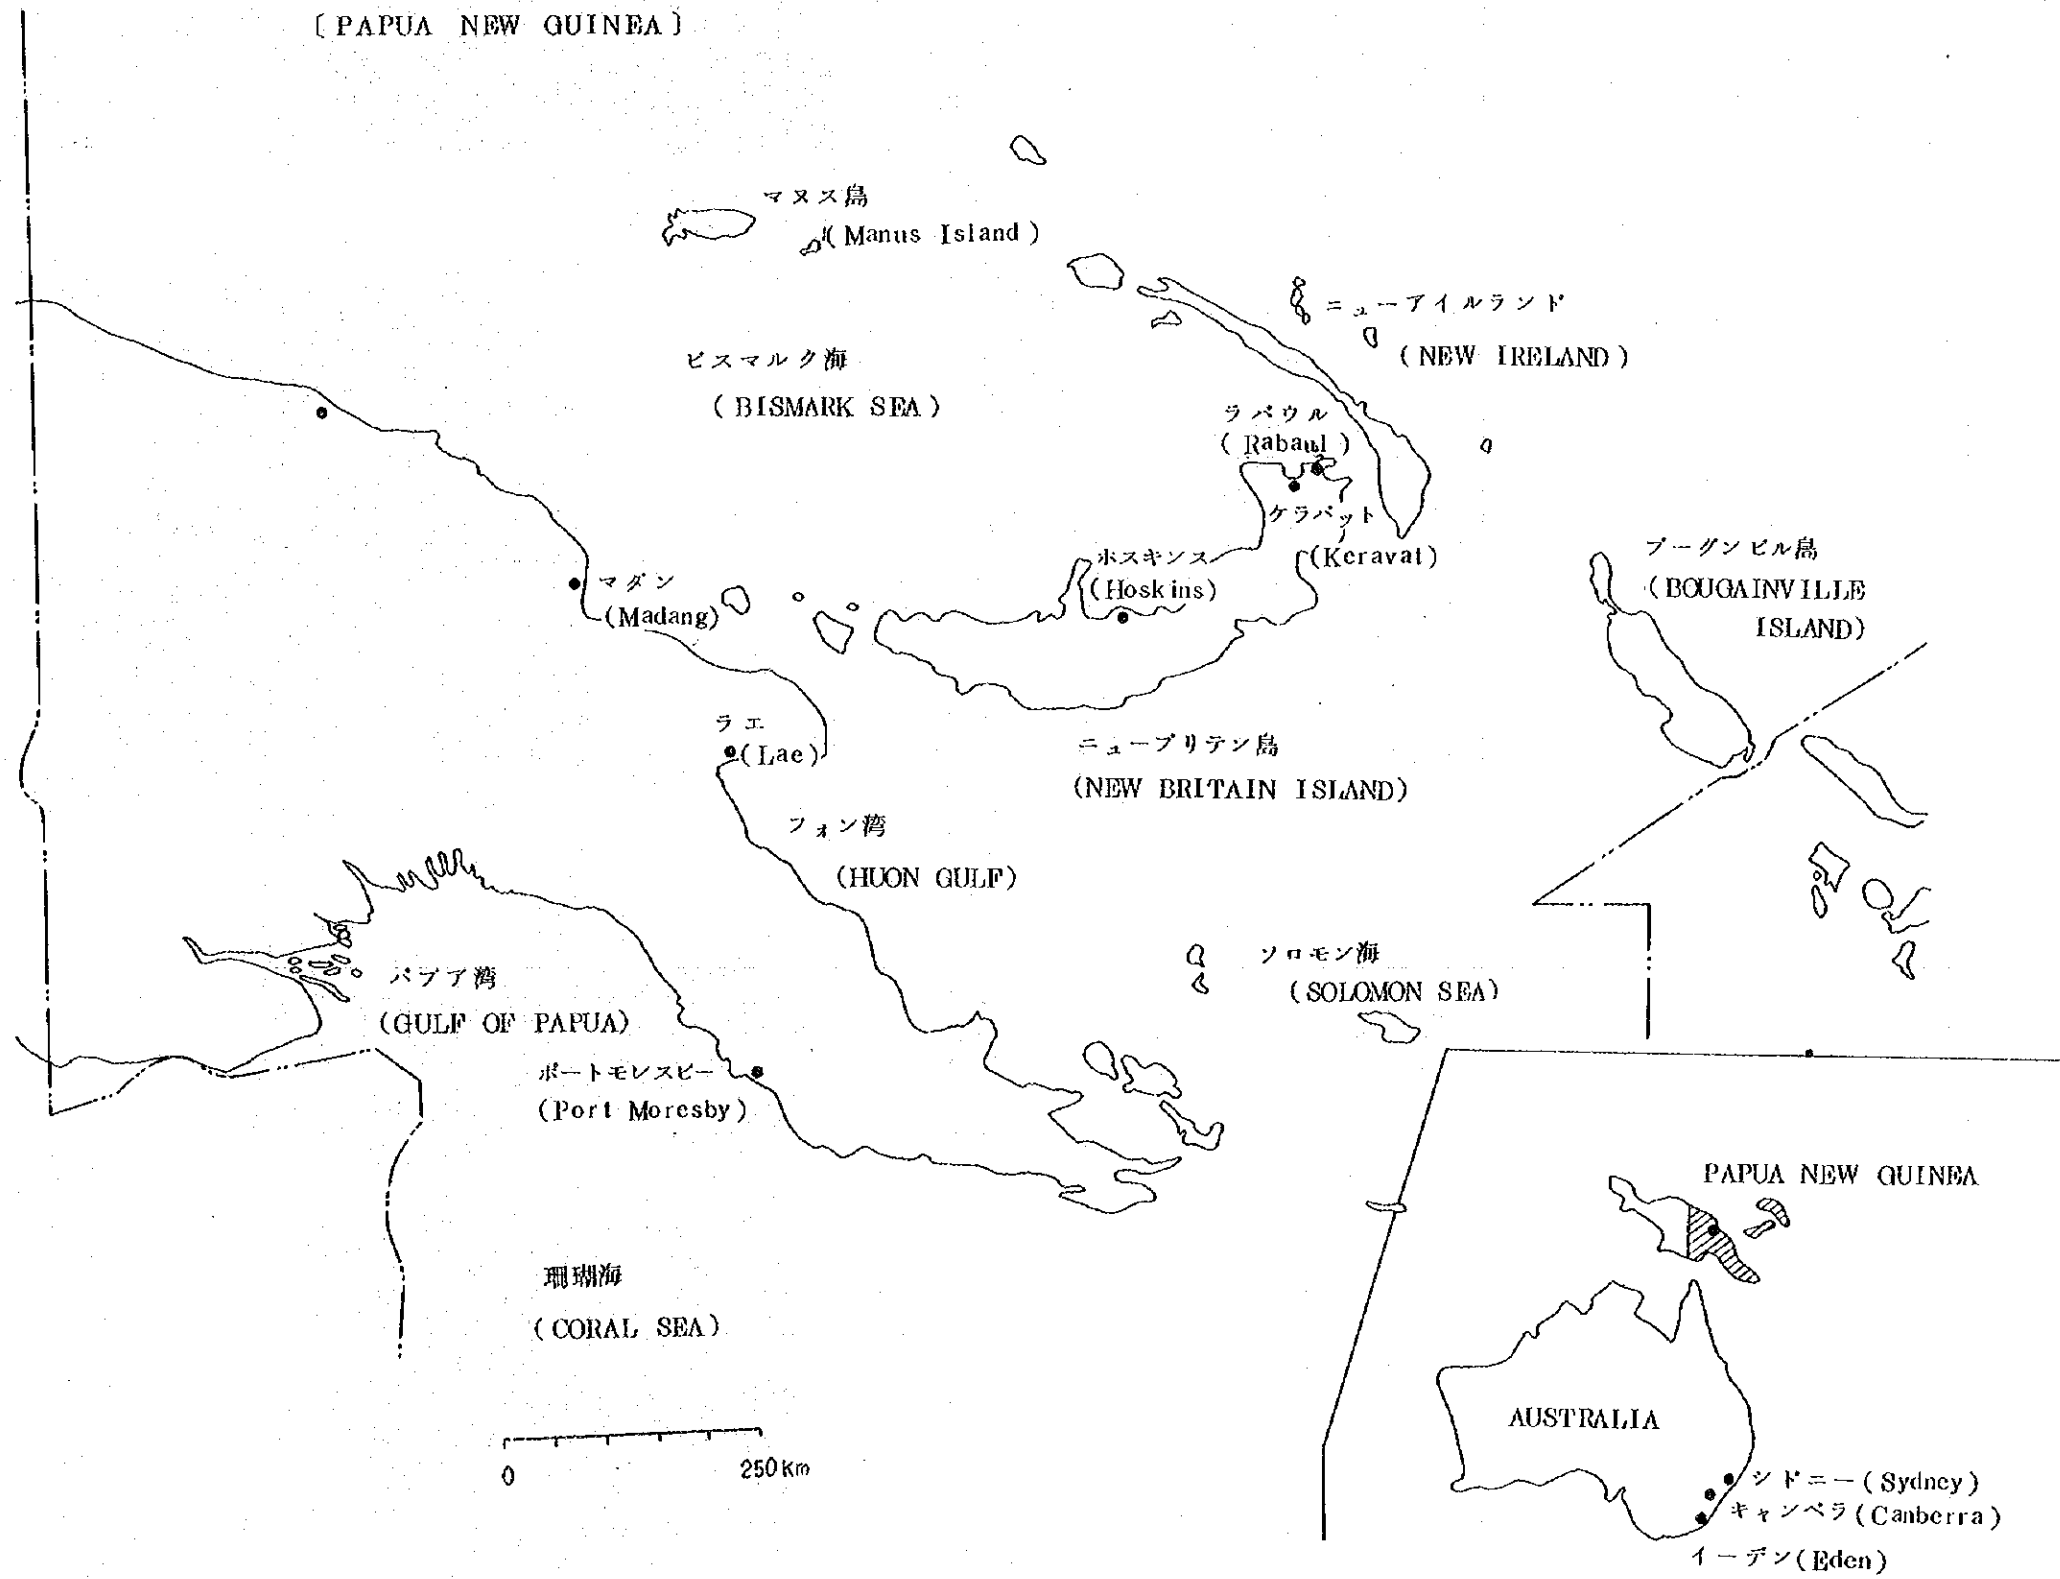 〔PAPUA NEW GUINEA〕
マヌス島
(Manus Island)
ニューアイルランド
(NEW IRELAND)
ビスマルク海
(BISMARK SEA)
ラバウル
(Rabaul)
ケラバット
(Keravat)
ホスキンス
(Hoskins)
ブーゲンビル島
(BOUGAINVILLE
ISLAND)
マダン
(Madang)
ラエ
(Lae)
ニューブリテン島
(NEW BRITAIN ISLAND)
フォン湾
(HUON GULF)
ソロモン海
(SOLOMON SEA)
パプア湾
(GULF OF PAPUA)
ポートモレスビー
(Port Moresby)
珊瑚海
(CORAL SEA)
0
250Km
PAPUA NEW GUINEA
AUSTRALIA
シドニー(Sydney)
キャンベラ(Canberra)
イーデン(Eden)